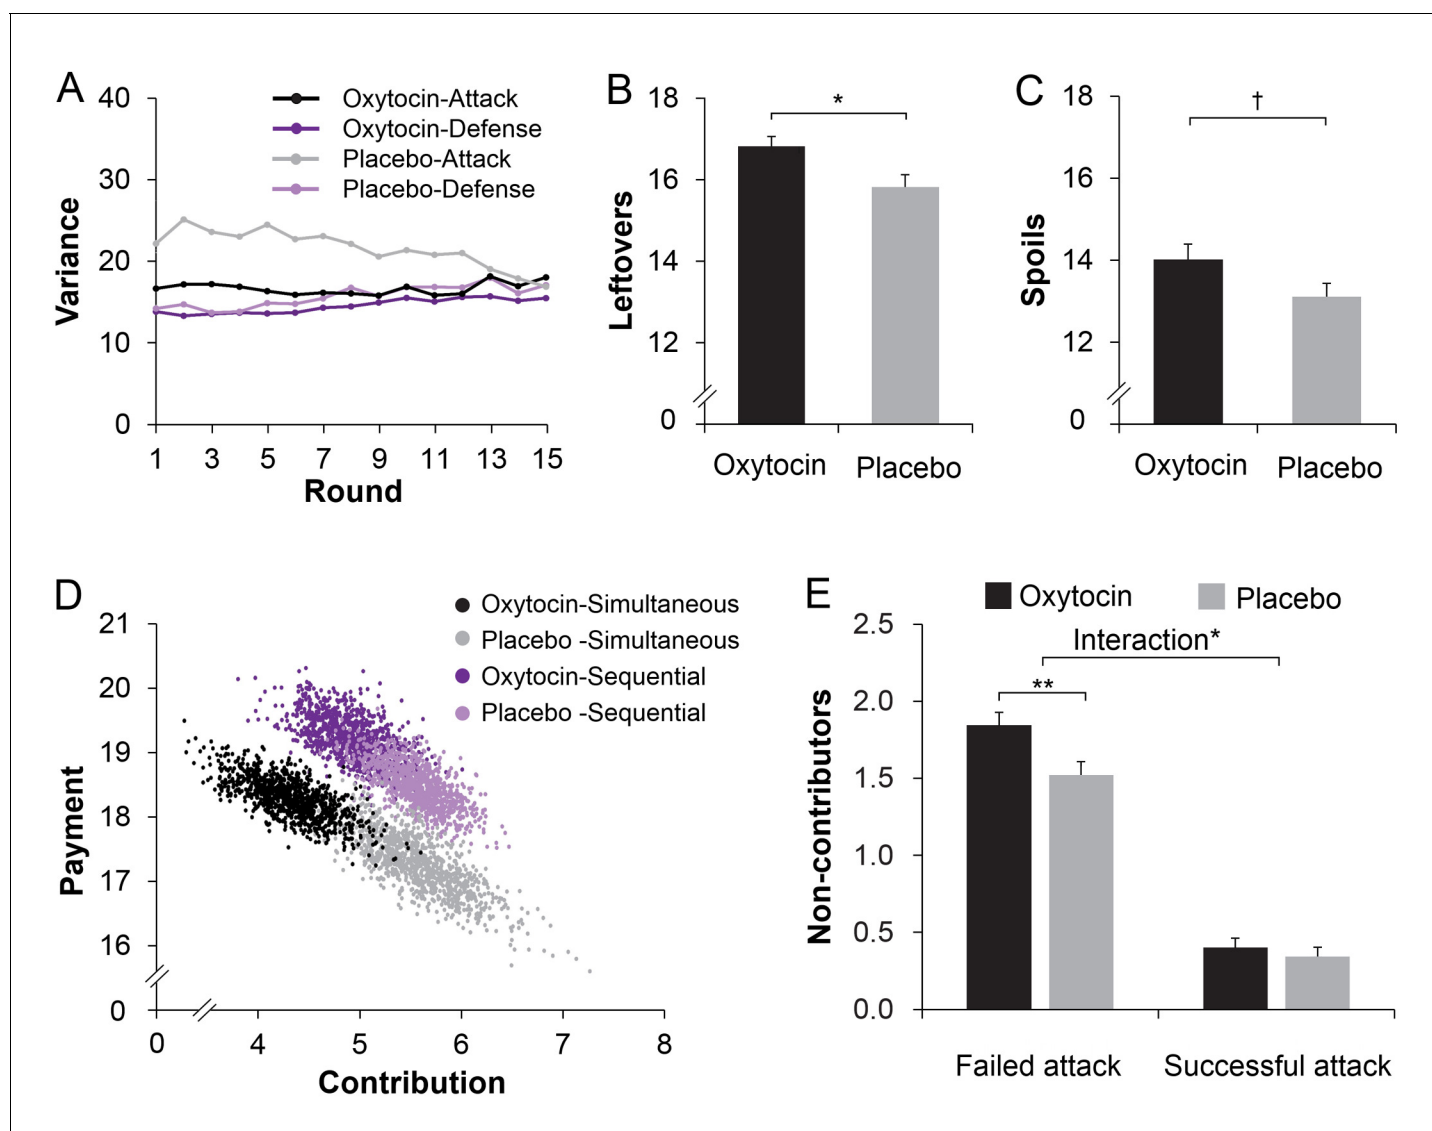 A
40
30
20
10
0
Variance
Oxytocin-Attack
Oxytocin-Defense
Placebo-Attack
Placebo-Defense
1 3 5 7 9 11 13 15
Round
B
18
16
14
12
0
Leftovers
*
Oxytocin Placebo
C
18
16
14
12
0
Spoils
†
Oxytocin Placebo
D
21
20
19
18
17
16
0
Payment
Oxytocin-Simultaneous
Placebo -Simultaneous
Oxytocin-Sequential
Placebo -Sequential
0 4 5 6 7 8
Contribution
E
Oxytocin Placebo
2.5
2.0
1.5
1.0
0.5
0.0
Non-contributors
Interaction*
**
Failed attack Successful attack